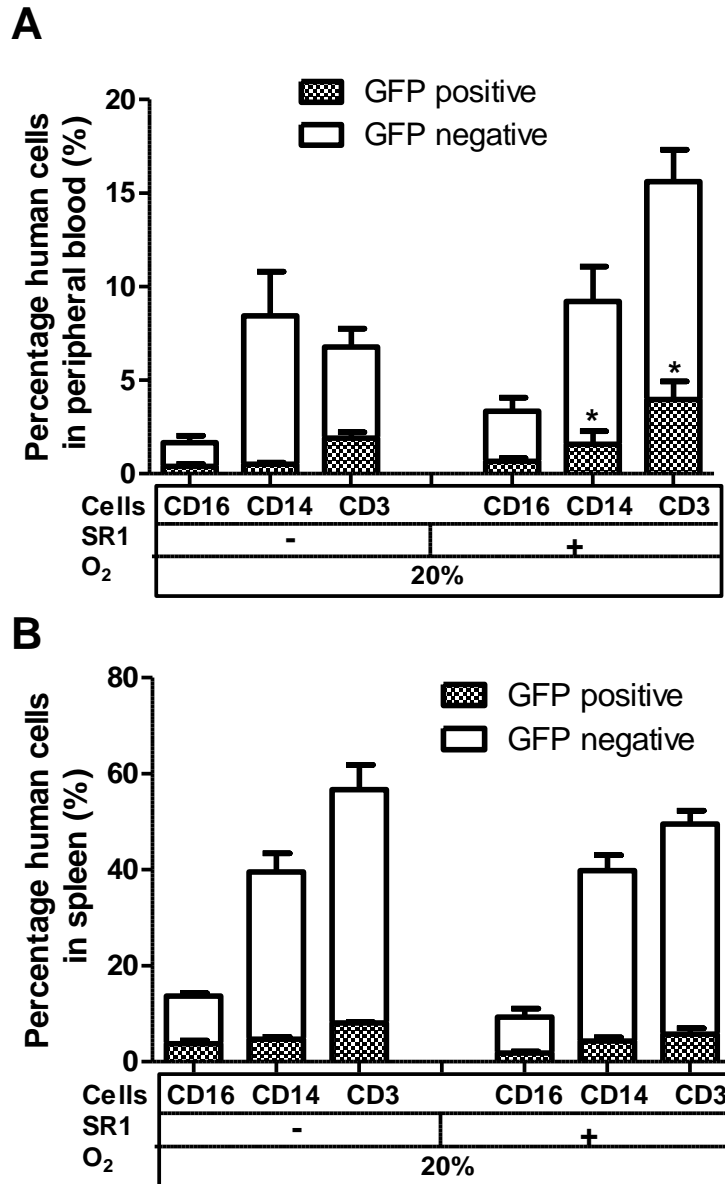 A
GFP positive
GFP negative
Percentage human cells
in peripheral blood (%)
20
15
10
5
0
*
*
Cells CD16 CD14 CD3 CD16 CD14 CD3
SR1 - +
O₂ 20%
B
GFP positive
GFP negative
Percentage human cells
in spleen (%)
80
60
40
20
0
Cells CD16 CD14 CD3 CD16 CD14 CD3
SR1 - +
O₂ 20%